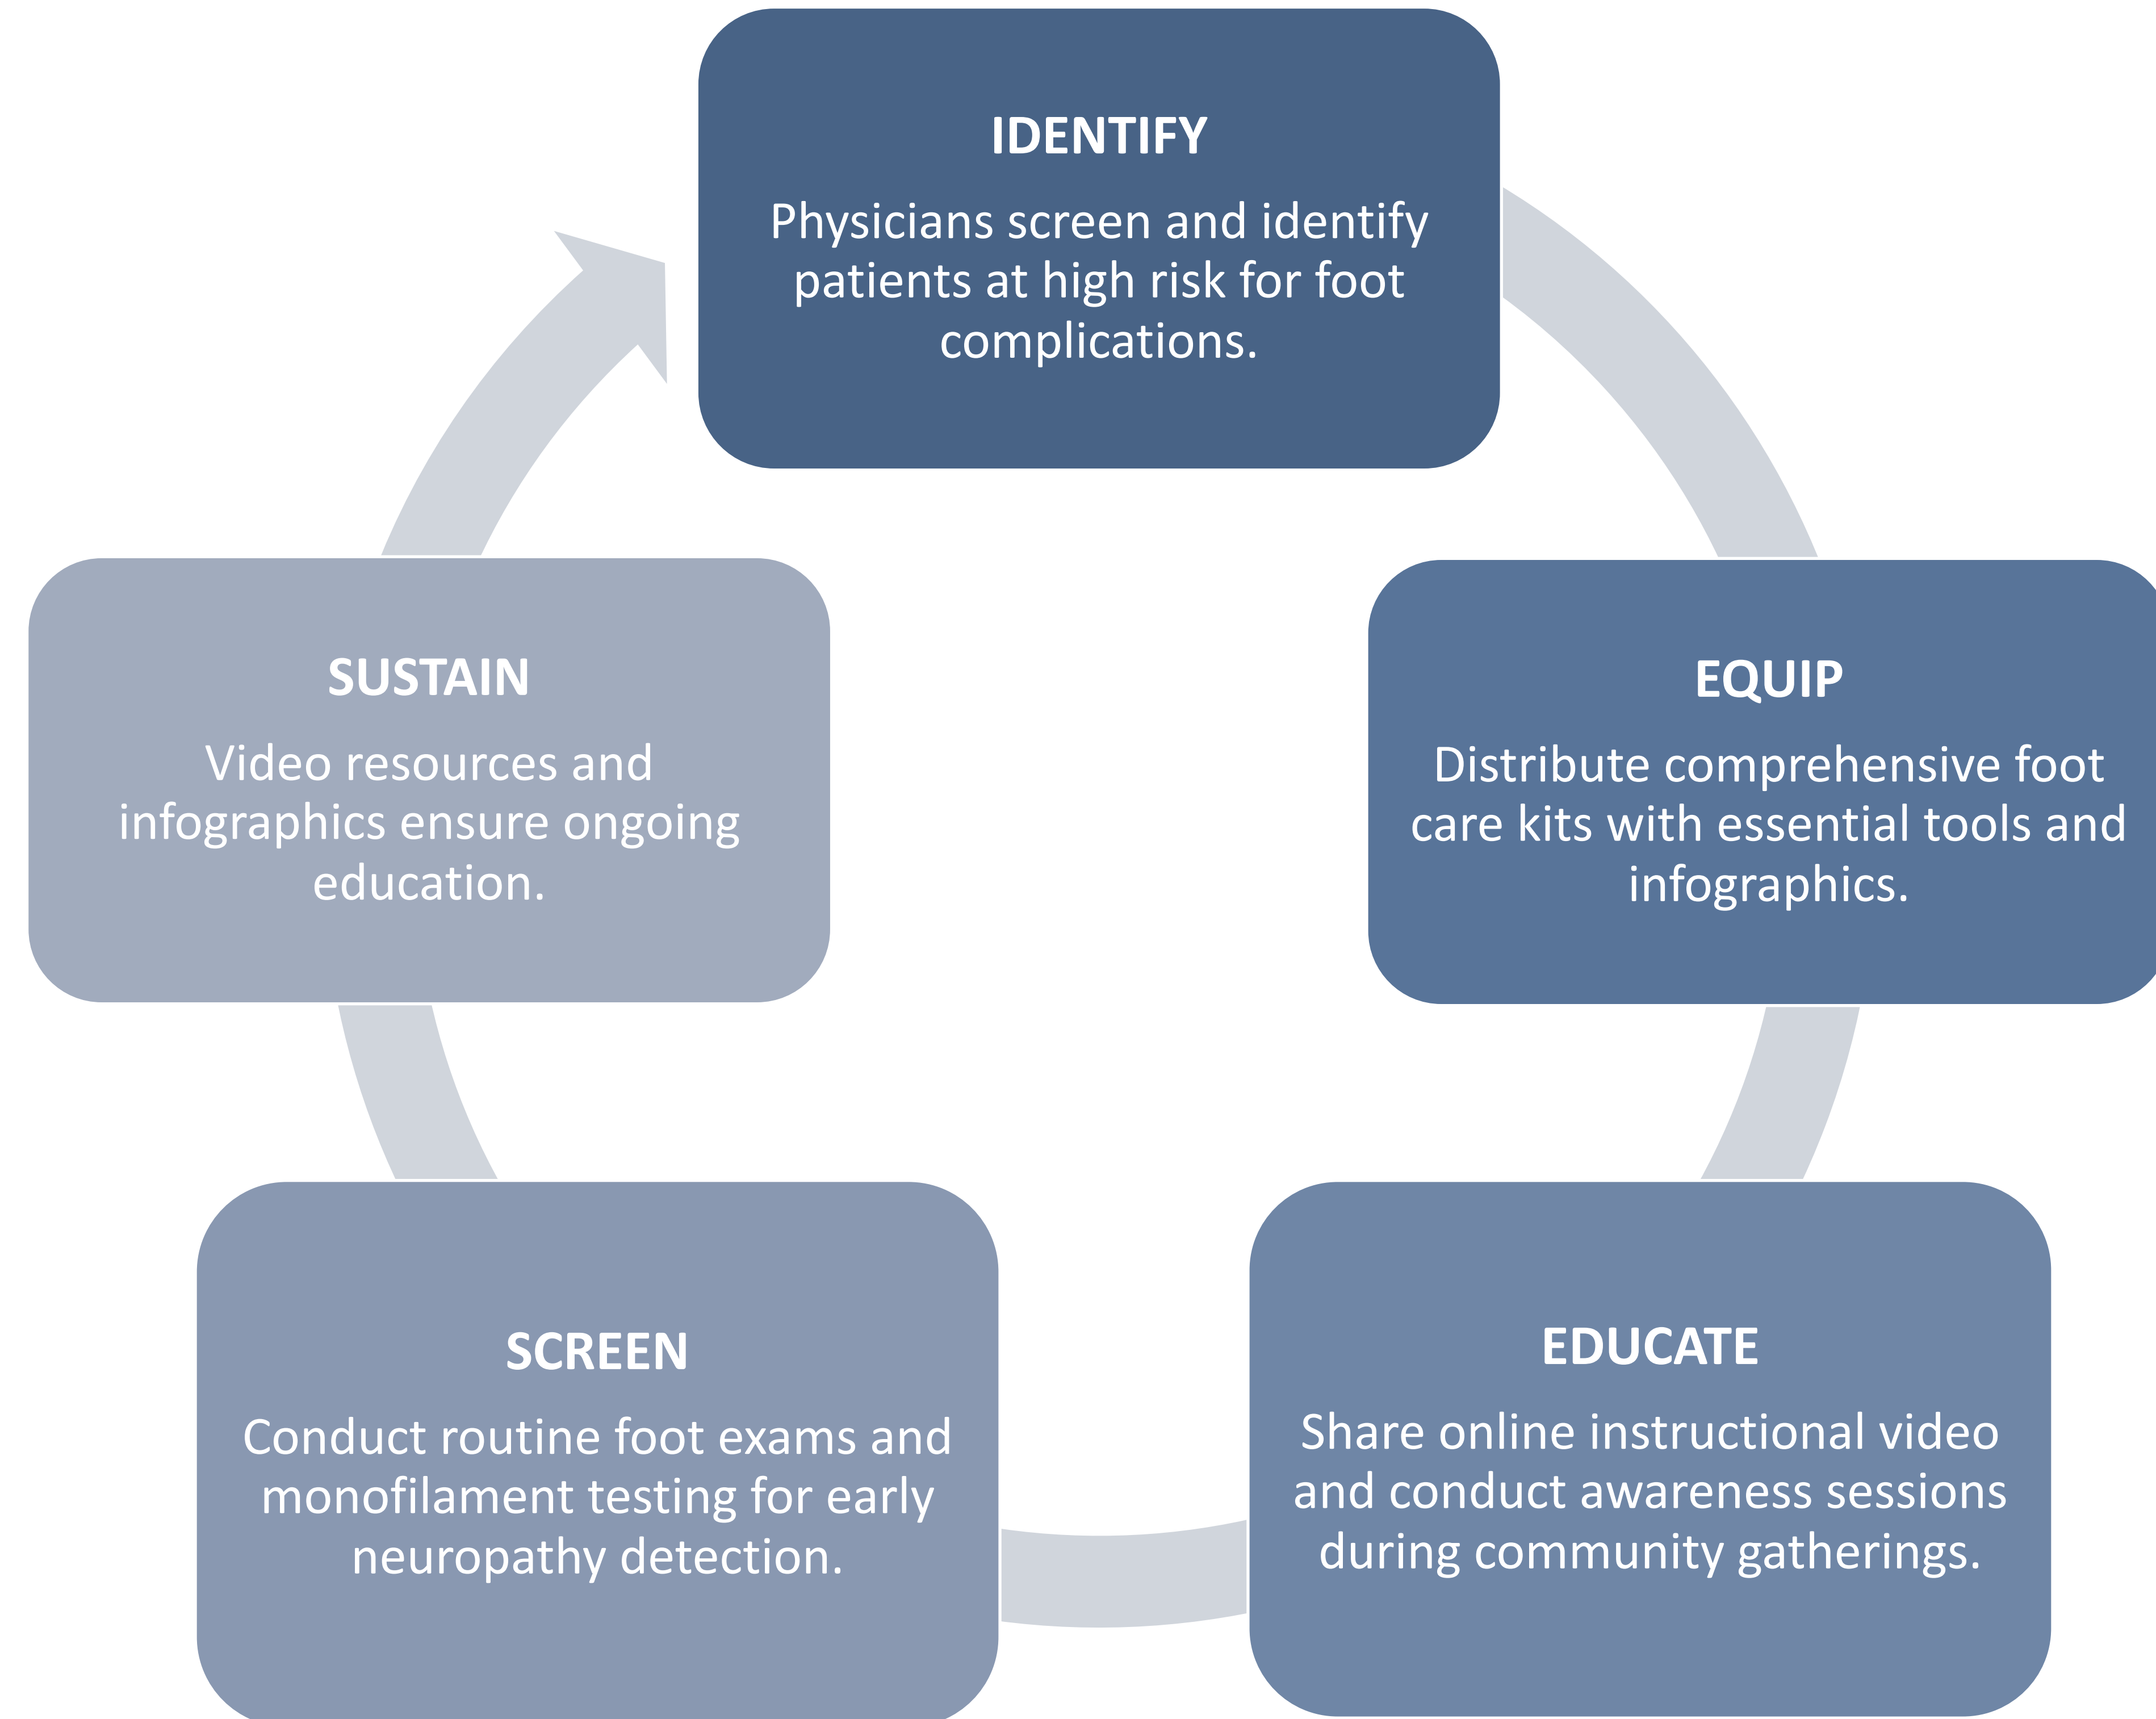 IDENTIFY
Physicians screen and identify
patients at high risk for foot
complications.
EQUIP
Distribute comprehensive foot
care kits with essential tools and
infographics.
EDUCATE
Share online instructional video
and conduct awareness sessions
during community gatherings.
SCREEN
Conduct routine foot exams and
monofilament testing for early
neuropathy detection.
SUSTAIN
Video resources and
infographics ensure ongoing
education.